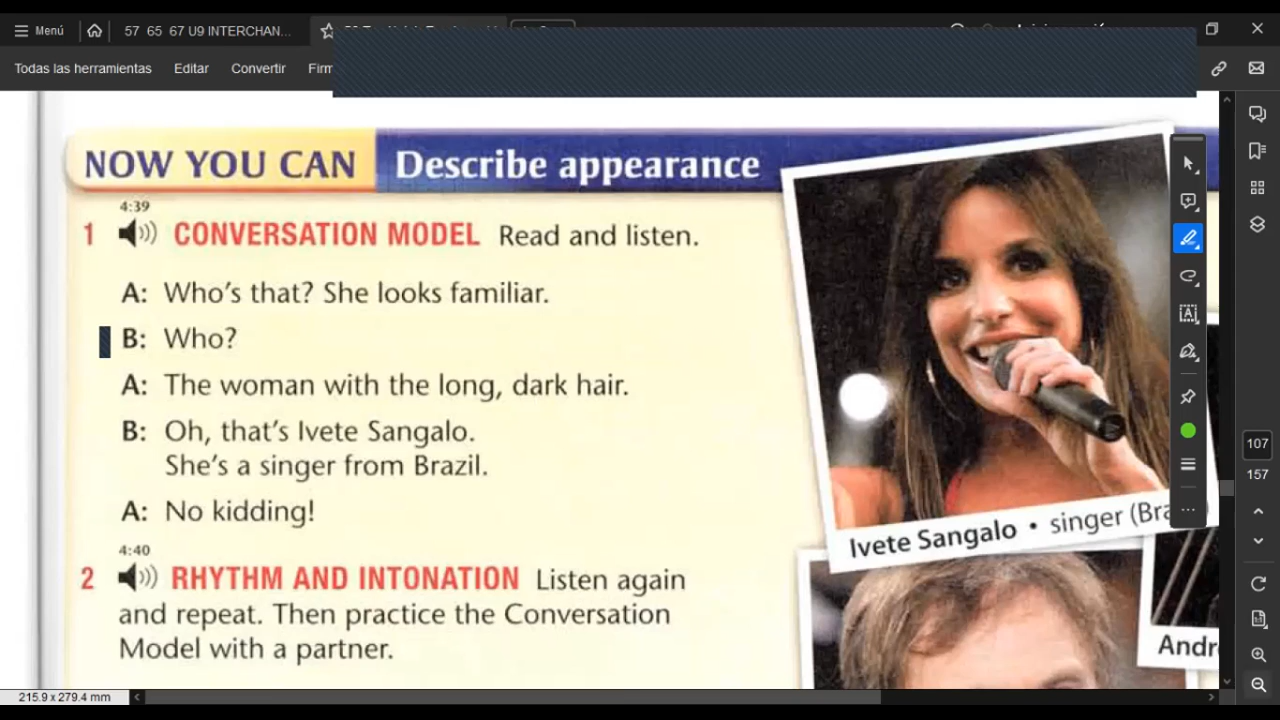 Menú
57 65 67 U9 INTERCHAN...
Todas las herramientas
Editar
Convertir
Firm
NOW YOU CAN Describe appearance
4:39
1 CONVERSATION MODEL Read and listen.
A: Who's that? She looks familiar.
B: Who?
A: The woman with the long, dark hair.
B: Oh, that's Ivete Sangalo.
She's a singer from Brazil.
A: No kidding!
4:40
2 RHYTHM AND INTONATION Listen again
and repeat. Then practice the Conversation
Model with a partner.
Ivete Sangalo • singer (Bra
Andr
107
157
215.9 x 279.4 mm